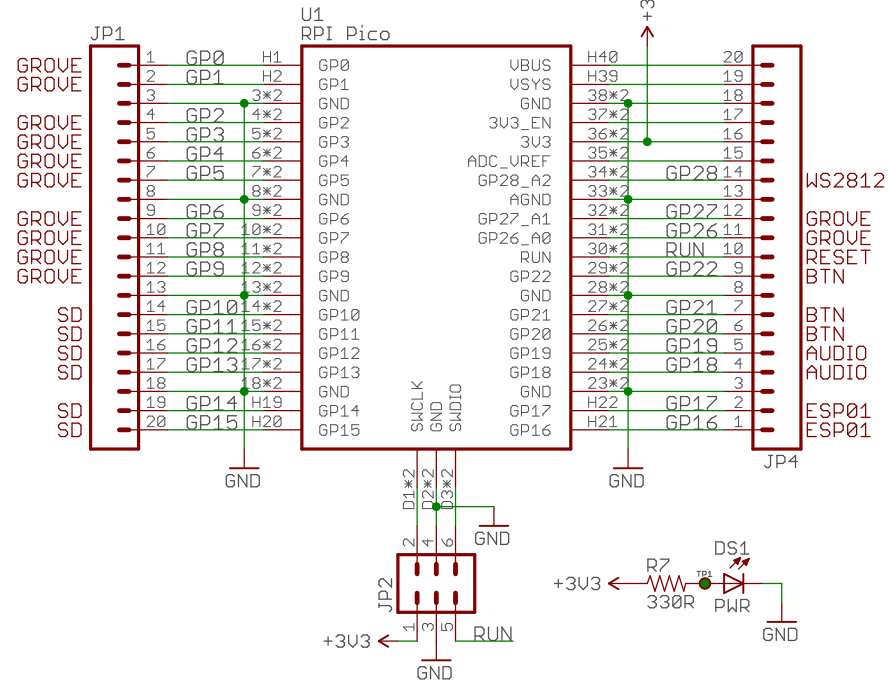 U1
RPI Pico
+3
JP1
GROVE 1 GP0 H1 GP0 VBUS H40 20
GROVE 2 GP1 H2 GP1 VSYS H39 19
3 3*2 GND GND 38*2 18
GROVE 4 GP2 4*2 GP2 3V3_EN 37*2 17
GROVE 5 GP3 5*2 GP3 3V3 36*2 16
GROVE 6 GP4 6*2 GP4 ADC_VREF 35*2 15
GROVE 7 GP5 7*2 GP5 GP28_A2 34*2 GP28 14 WS2812
8 8*2 GND AGND 33*2 13
GROVE 9 GP6 9*2 GP6 GP27_A1 32*2 GP27 12 GROVE
GROVE 10 GP7 10*2 GP7 GP26_A0 31*2 GP26 11 GROVE
GROVE 11 GP8 11*2 GP8 RUN 30*2 RUN 10 RESET
GROVE 12 GP9 12*2 GP9 GP22 29*2 GP22 9 BTN
13 13*2 GND GND 28*2 8
SD 14 GP10 14*2 GP10 GP21 27*2 GP21 7 BTN
SD 15 GP11 15*2 GP11 GP20 26*2 GP20 6 BTN
SD 16 GP12 16*2 GP12 GP19 25*2 GP19 5 AUDIO
SD 17 GP13 17*2 GP13 GP18 24*2 GP18 4 AUDIO
18 18*2 GND GND 23*2 3
SD 19 GP14 H19 GP14 GP17 H22 GP17 2 ESP01
SD 20 GP15 H20 GP15 GP16 H21 GP16 1 ESP01
SWCLK GND SWDIO
JP4
GND
GND
D1*2 D2*2 D3*2
GND
2 4 6
JP2
1 3 5
+3V3
RUN
GND
DS1
R7
TP1
+3V3
330R
PWR
GND